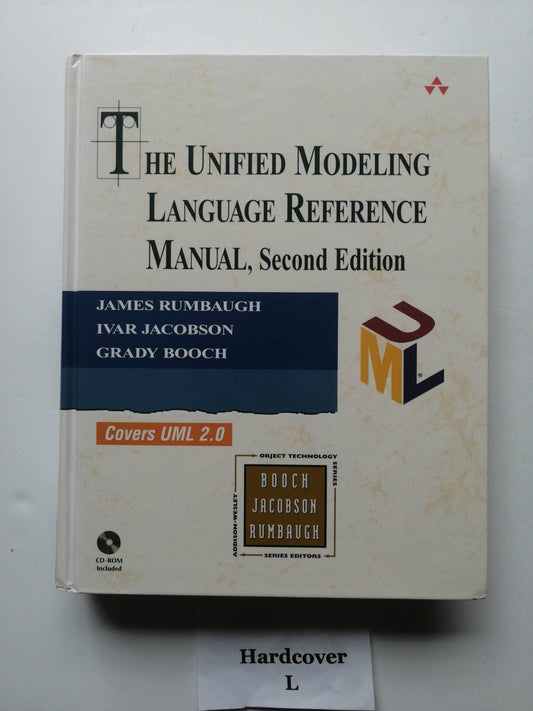 THE UNIFIED MODELING
LANGUAGE REFERENCE
MANUAL, Second Edition
JAMES RUMBAUGH
IVAR JACOBSON
GRADY BOOCH
UML®
Covers UML 2.0
OBJECT TECHNOLOGY
SERIES
ADDISON-WESLEY
BOOCH
JACOBSON
RUMBAUGH
SERIES EDITORS
CD-ROM
Included
Hardcover
L